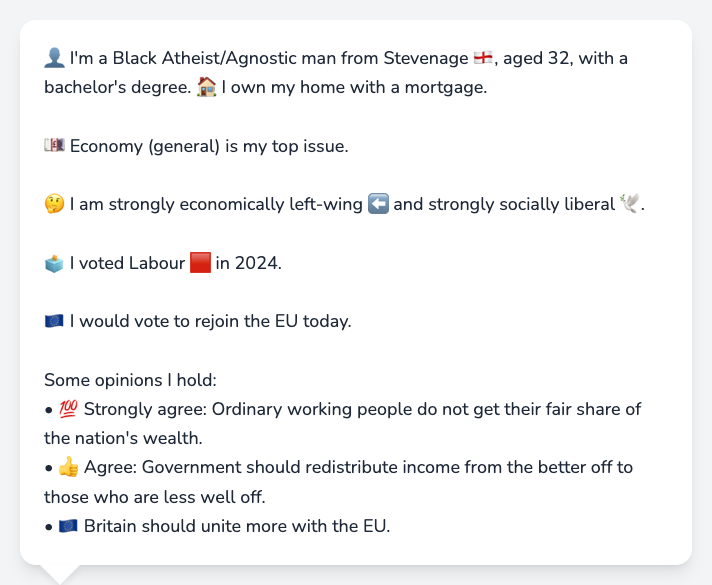 👤 I'm a Black Atheist/Agnostic man from Stevenage 🏴󠁧󠁢󠁥󠁮󠁧󠁿, aged 32, with a
bachelor's degree. 🏠 I own my home with a mortgage.
💷 Economy (general) is my top issue.
🤔 I am strongly economically left-wing ⬅️ and strongly socially liberal 🕊️.
🗳️ I voted Labour 🟥 in 2024.
🇪🇺 I would vote to rejoin the EU today.
Some opinions I hold:
• 💯 Strongly agree: Ordinary working people do not get their fair share of
the nation's wealth.
• 👍 Agree: Government should redistribute income from the better off to
those who are less well off.
• 🇪🇺 Britain should unite more with the EU.